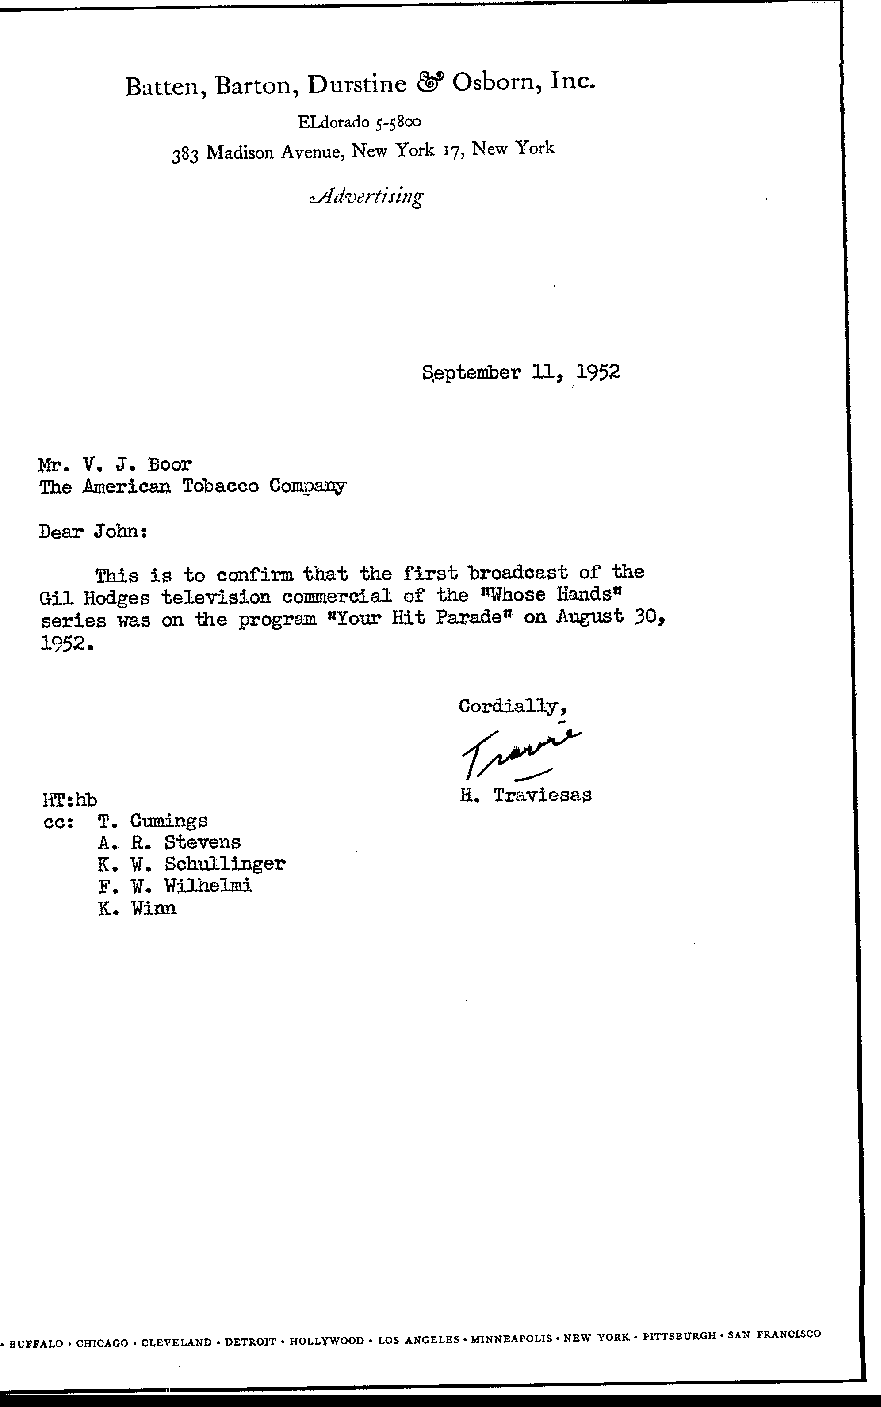 Batten, Barton, Durstine & Osborn, Inc.
ELdorado 5-5800
383 Madison Avenue, New York 17, New York
Advertising
September 11, 1952
Mr. V. J. Boor
The American Tobacco Company
Dear John:
This is to confirm that the first broadcast of the
Gil Hodges television commercial of the "Whose Hands"
series was on the program "Your Hit Parade" on August 30,
1952.
Cordially,
Travie
H. Traviesas
HT:hb
cc: T. Cumings
A. R. Stevens
K. W. Schullinger
F. W. Wilhelmi
K. Winn
· BUFFALO · CHICAGO · CLEVELAND · DETROIT · HOLLYWOOD · LOS ANGELES · MINNEAPOLIS · NEW YORK · PITTSBURGH · SAN FRANCISCO